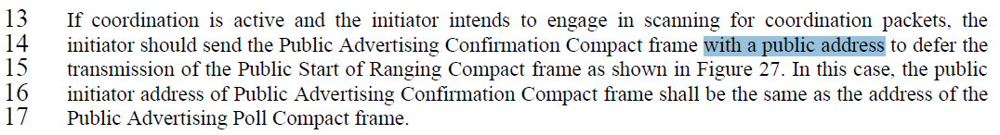 13 If coordination is active and the initiator intends to engage in scanning for coordination packets, the
14 initiator should send the Public Advertising Confirmation Compact frame with a public address to defer the
15 transmission of the Public Start of Ranging Compact frame as shown in Figure 27. In this case, the public
16 initiator address of Public Advertising Confirmation Compact frame shall be the same as the address of the
17 Public Advertising Poll Compact frame.